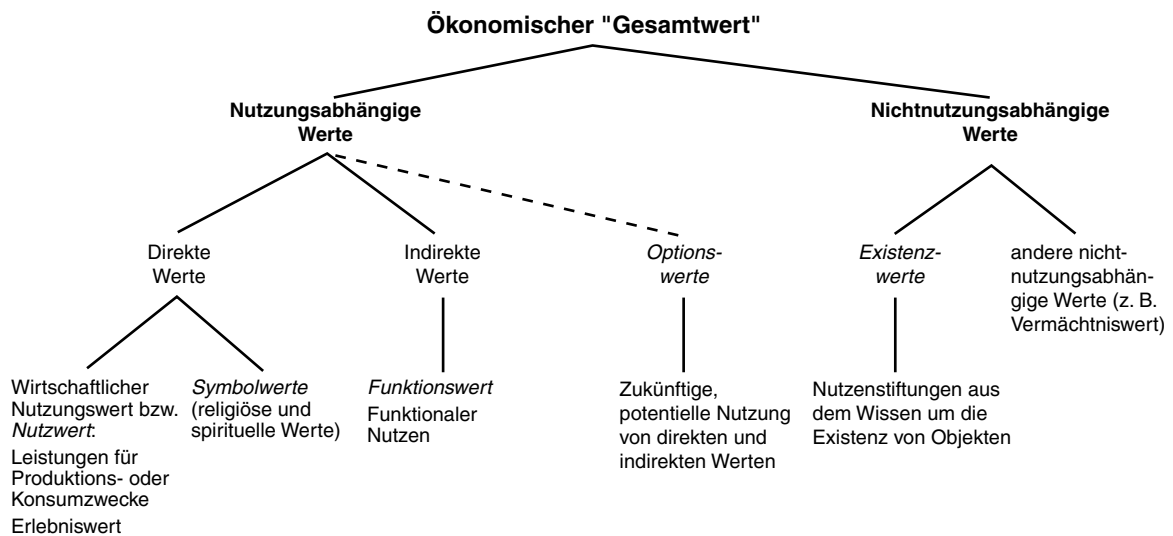 Ökonomischer "Gesamtwert"
Nutzungsabhängige
Werte
Nichtnutzungsabhängige
Werte
Direkte
Werte
Indirekte
Werte
Options-
werte
Existenz-
werte
andere nicht-
nutzungsabhän-
gige Werte (z. B.
Vermächtniswert)
Wirtschaftlicher
Nutzungswert bzw.
Nutzwert:
Leistungen für
Produktions- oder
Konsumzwecke
Erlebniswert
Symbolwerte
(religiöse und
spirituelle Werte)
Funktionswert
Funktionaler
Nutzen
Zukünftige,
potentielle Nutzung
von direkten und
indirekten Werten
Nutzenstiftungen aus
dem Wissen um die
Existenz von Objekten